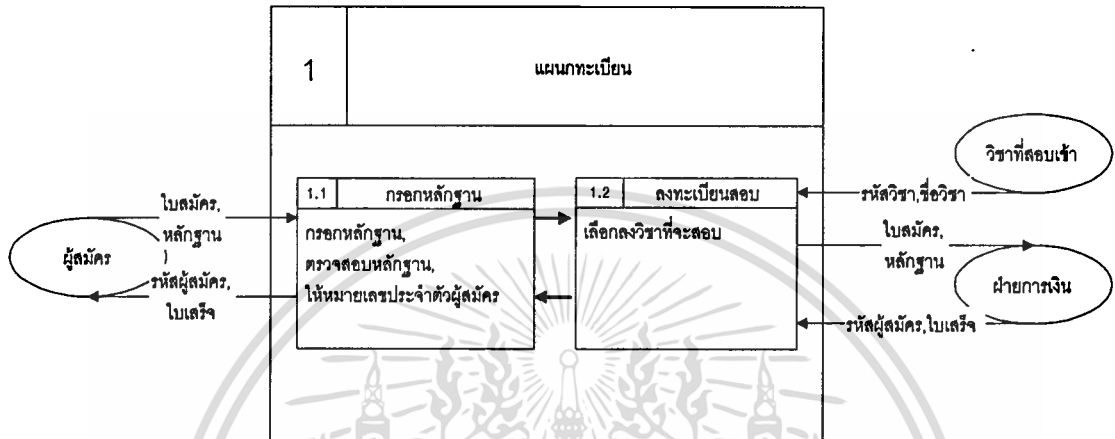 1
แผนกทะเบียน
วิชาที่สอบเข้า
1.1
กรอกหลักฐาน
1.2
ลงทะเบียนสอบ
รหัสวิชา,ชื่อวิชา
ใบสมัคร,
หลักฐาน
ผู้สมัคร
รหัสผู้สมัคร,
ใบเสร็จ
กรอกหลักฐาน,
ตรวจสอบหลักฐาน,
ให้หมายเลขประจำตัวผู้สมัคร
เลือกลงวิชาที่จะสอบ
ใบสมัคร,
หลักฐาน
ฝ่ายการเงิน
รหัสผู้สมัคร,ใบเสร็จ